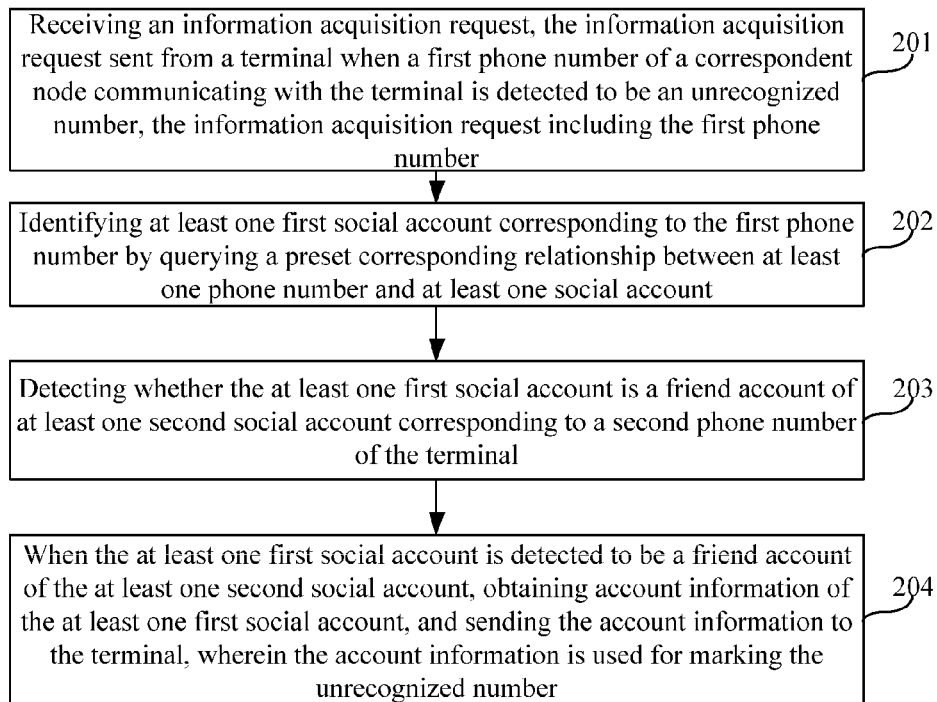 Receiving an information acquisition request, the information acquisition
request sent from a terminal when a first phone number of a correspondent
node communicating with the terminal is detected to be an unrecognized
number, the information acquisition request including the first phone
number
201
Identifying at least one first social account corresponding to the first phone
number by querying a preset corresponding relationship between at least
one phone number and at least one social account
202
Detecting whether the at least one first social account is a friend account of
at least one second social account corresponding to a second phone number
of the terminal
203
When the at least one first social account is detected to be a friend account
of the at least one second social account, obtaining account information of
the at least one first social account, and sending the account information to
the terminal, wherein the account information is used for marking the
unrecognized number
204